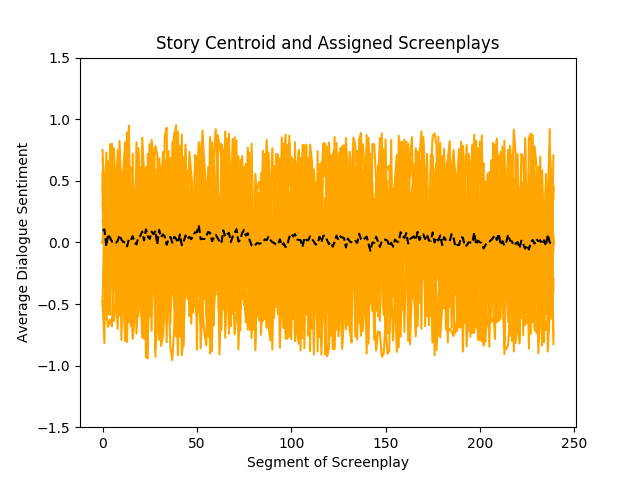 Story Centroid and Assigned Screenplays
1.5
1.0
0.5
0.0
−0.5
−1.0
−1.5
Average Dialogue Sentiment
0 50 100 150 200 250
Segment of Screenplay